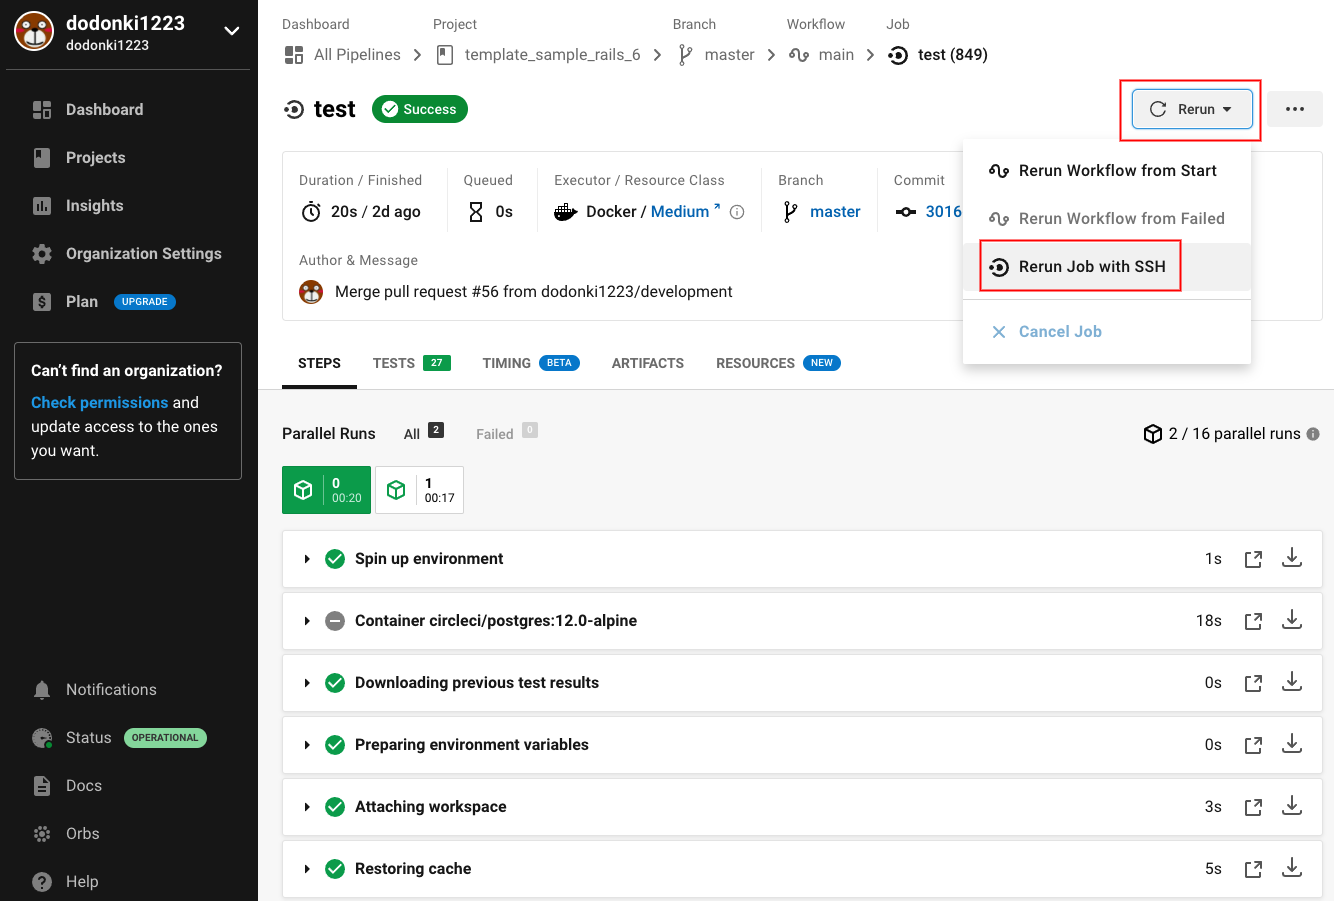 dodonki1223
dodonki1223
Dashboard
Projects
Insights
Organization Settings
Plan UPGRADE
Can't find an organization?
Check permissions and
update access to the ones
you want.
Notifications
Status OPERATIONAL
Docs
Orbs
Help
Dashboard Project Branch Workflow Job
All Pipelines template_sample_rails_6 master main test (849)
test Success Rerun
Rerun Workflow from Start
Rerun Workflow from Failed
Rerun Job with SSH
Cancel Job
Duration / Finished Queued Executor / Resource Class Branch Commit
20s / 2d ago 0s Docker / Medium master 3016
Author & Message
Merge pull request #56 from dodonki1223/development
STEPS TESTS 27 TIMING BETA ARTIFACTS RESOURCES NEW
Parallel Runs All 2 Failed 0 2 / 16 parallel runs
0 1
00:20 00:17
Spin up environment 1s
Container circleci/postgres:12.0-alpine 18s
Downloading previous test results 0s
Preparing environment variables 0s
Attaching workspace 3s
Restoring cache 5s